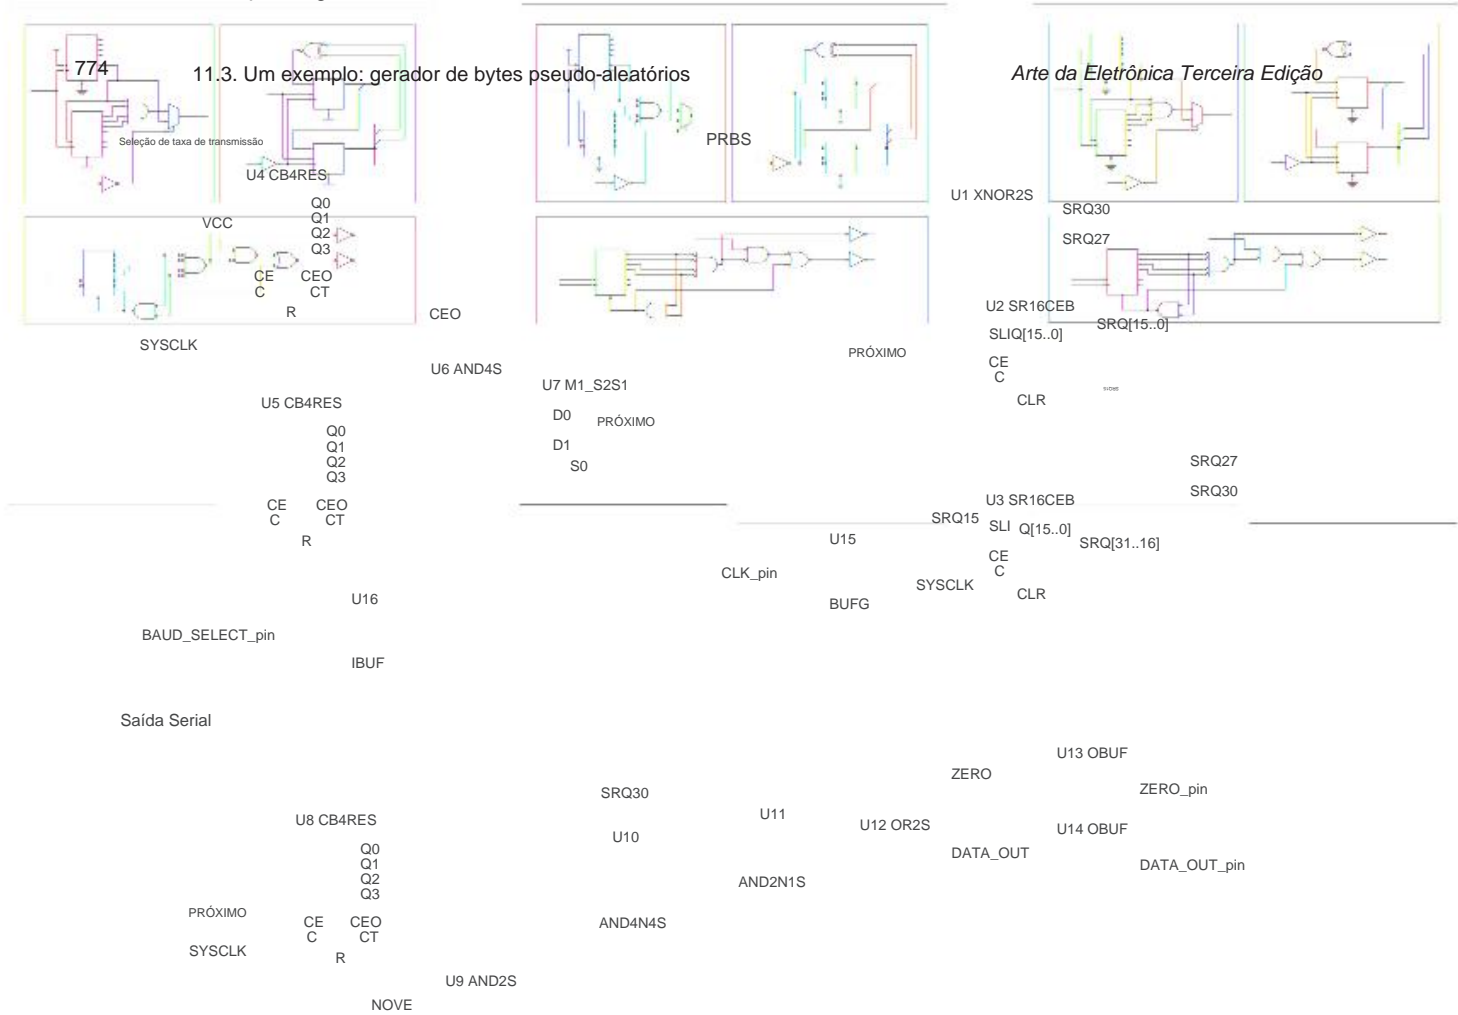 774
11.3. Um exemplo: gerador de bytes pseudo-aleatórios
Arte da Eletrônica Terceira Edição
Seleção de taxa de transmissão
PRBS
U4 CB4RES
U1 XNOR2S
Q0
SRQ30
VCC
Q1
Q2
SRQ27
Q3
CE
CEO
C
CT
R
CEO
U2 SR16CEB
SRQ[15..0]
SLIQ[15..0]
SYSCLK
PRÓXIMO
CE
U6 AND4S
C
U7 M1_S2S1
CLR
U5 CB4RES
D0
PRÓXIMO
Q0
D1
Q1
Q2
S0
SRQ27
Q3
SRQ30
CE
CEO
U3 SR16CEB
C
CT
SRQ15
SLI
Q[15..0]
R
U15
SRQ[31..16]
CE
CLK_pin
C
SYSCLK
U16
BUFG
CLR
BAUD_SELECT_pin
IBUF
Saída Serial
U13 OBUF
ZERO
SRQ30
ZERO_pin
U8 CB4RES
U11
U12 OR2S
U14 OBUF
U10
Q0
DATA_OUT
Q1
DATA_OUT_pin
Q2
AND2N1S
Q3
PRÓXIMO
CE
CEO
AND4N4S
C
CT
SYSCLK
R
U9 AND2S
NOVE